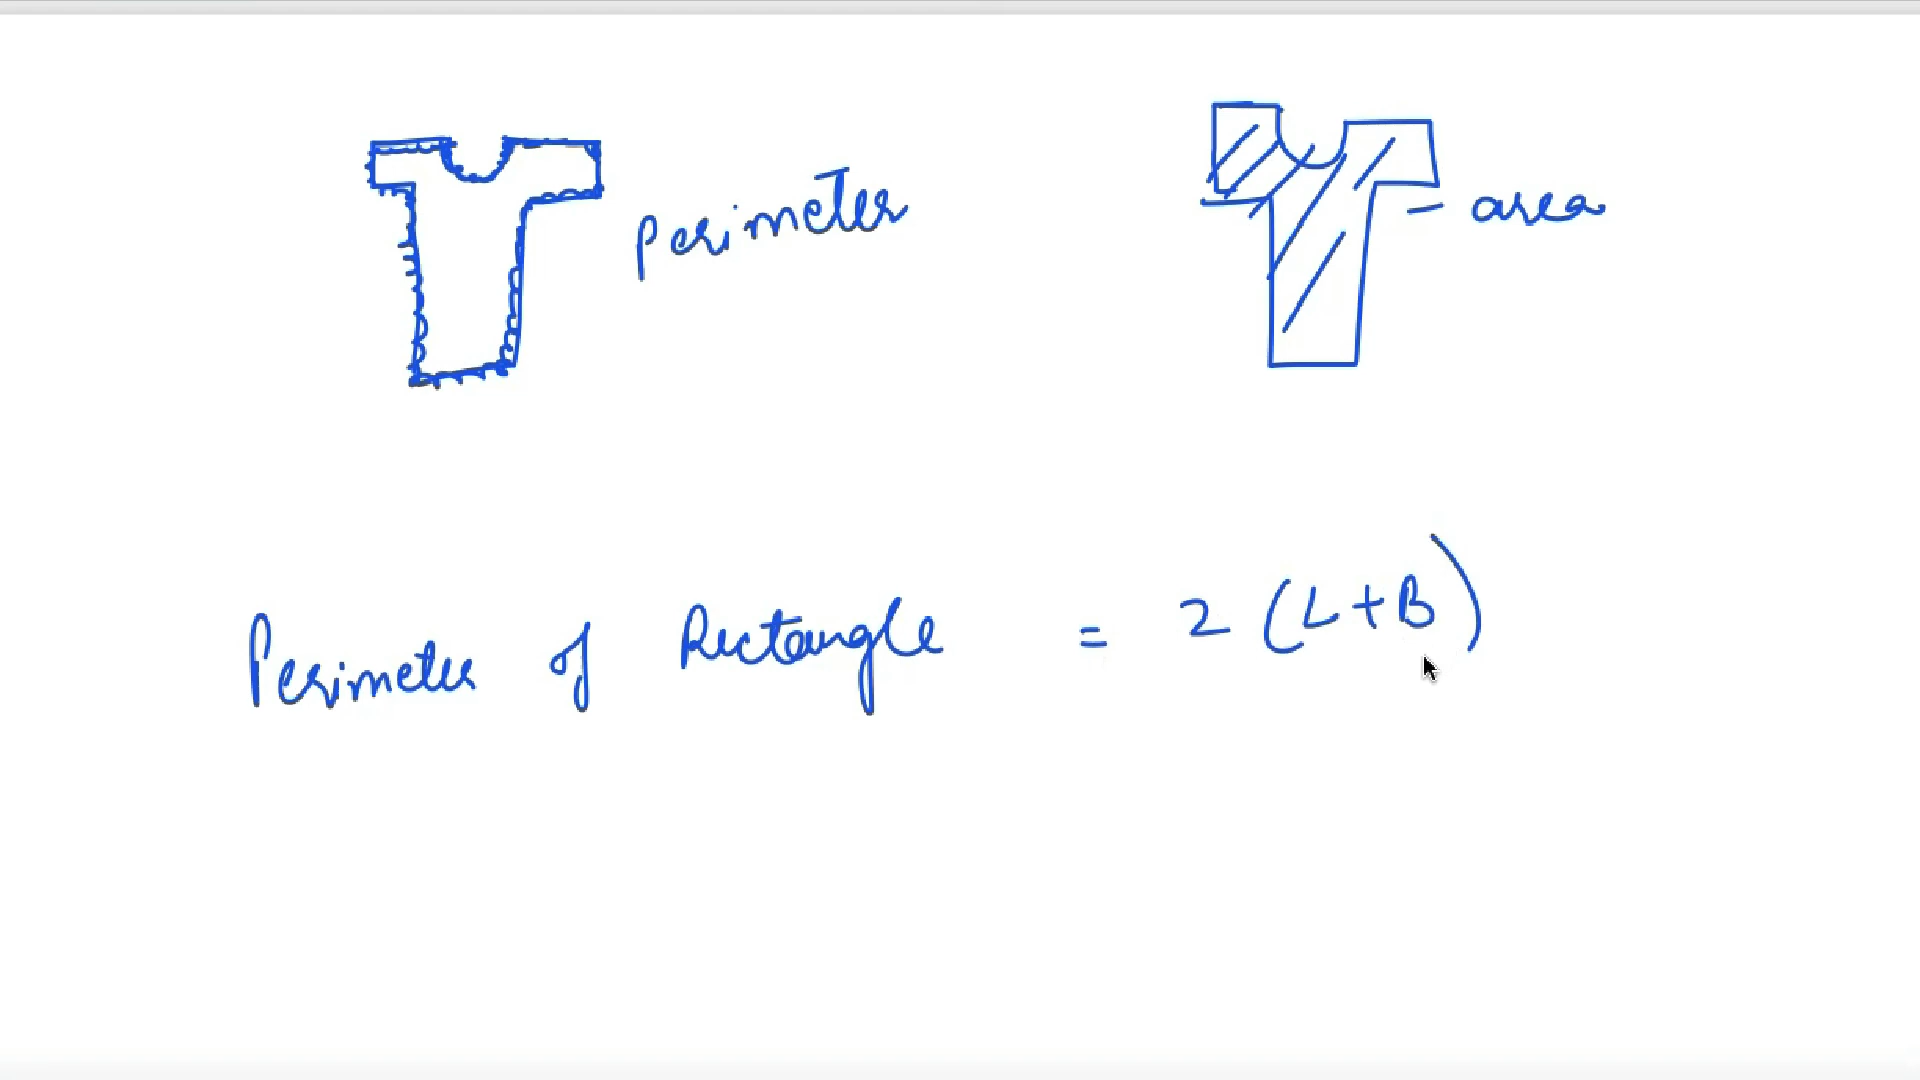 perimeter
- area
Perimeter of Rectangle = 2 (L+B)